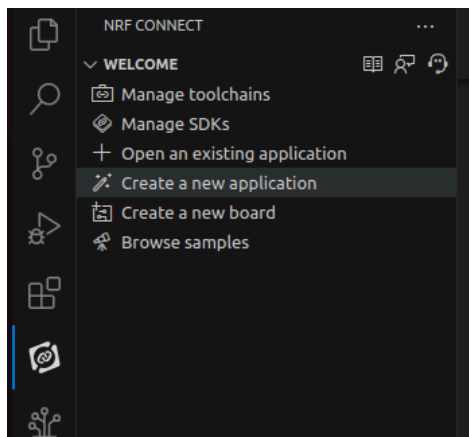 NRF CONNECT
WELCOME
Manage toolchains
Manage SDKs
Open an existing application
Create a new application
Create a new board
Browse samples